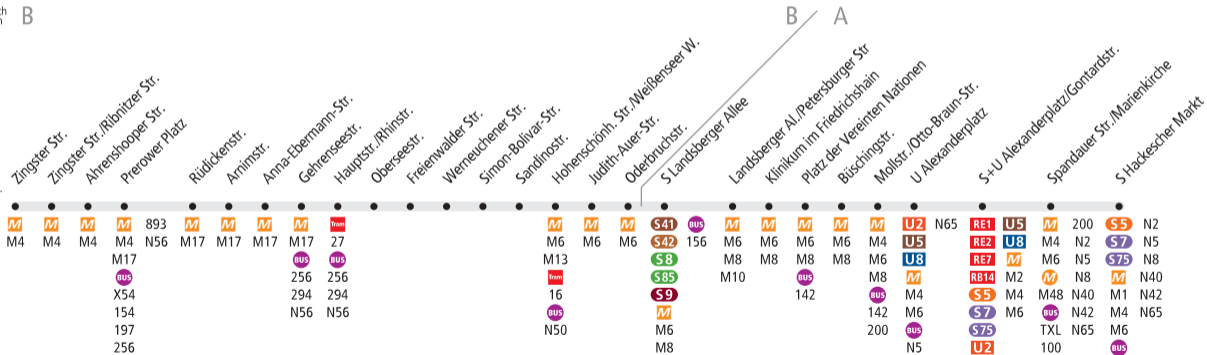 B
B
A
Zingster Str.
Zingster Str./Ribnitzer Str.
Ahrenshooper Str.
Prerower Platz
Rüdickenstr.
Arnimstr.
Anna-Ebermann-Str.
Gehrenseestr.
Hauptstr./Rhinstr.
Oberseestr.
Freienwalder Str.
Werneuchener Str.
Simon-Bolivar-Str.
Sandinostr.
Hohenschönh. Str./Weißenseer W.
Judith-Auer-Str.
Oderbruchstr.
S Landsberger Allee
Landsberger Al./Petersburger Str
Klinikum im Friedrichshain
Platz der Vereinten Nationen
Büschingstr.
Mollstr./Otto-Braun-Str.
U Alexanderplatz
S+U Alexanderplatz/Gontardstr.
Spandauer Str./Marienkirche
S Hackescher Markt
M M M M 893 M M M M Tram M M M S41 BUS M M M M M U2 N65 RE1 U5 M 200 S5 N2
M4 M4 M4 M4 N56 M17 M17 M17 M17 27 M6 M6 M6 S42 156 M6 M6 M6 M6 M4 U5 RE2 U8 M4 N2 S7 N5
M17 BUS BUS M13 S8 M8 M8 M8 M8 M6 U8 RE7 M M6 N5 S75 N8
BUS 256 256 Tram S85 M10 BUS M8 M RB14 M2 M N8 M N40
X54 294 294 16 S9 142 BUS M4 S5 M4 M48 N40 M1 N42
154 N56 N56 BUS M 142 M6 S7 M6 BUS N42 M4 N65
197 N50 M6 200 BUS S75 TXL N65 M6
256 M8 N5 U2 100 BUS